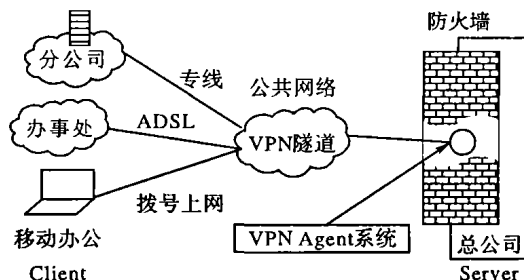 防火墙
分公司
专线
公共网络
办事处
ADSL
VPN隧道
拨号上网
移动办公
VPN Agent系统
总公司
Client
Server